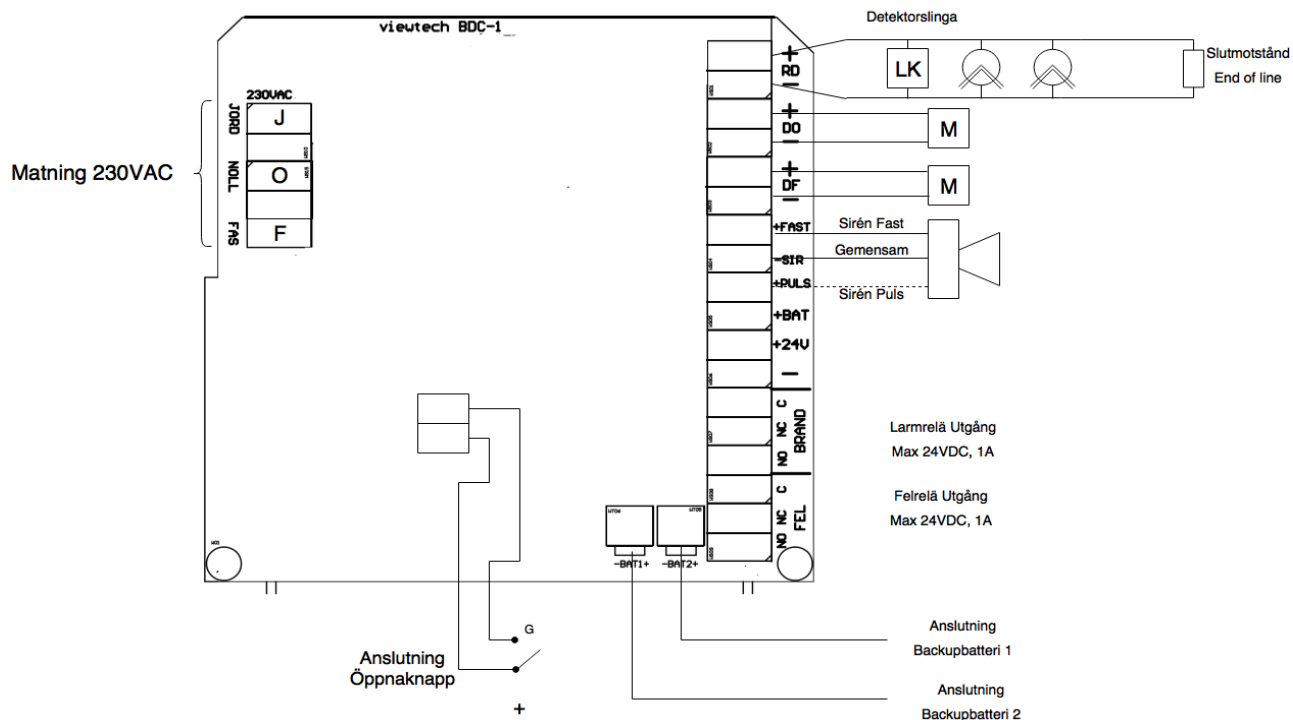 viewtech BDC-1
Detektorslinga
+
RD
−
LK
Slutmotstånd
End of line
230VAC
JORD
J
NOLL
O
FAS
F
Matning 230VAC
+
DO
−
M
+
DF
−
M
+FAST
Sirén Fast
-SIR
Gemensam
+PULS
Sirén Puls
+BAT
+24V
−
C
NC
NO
BRAND
Larmrelä Utgång
Max 24VDC, 1A
C
NC
NO
FEL
Felrelä Utgång
Max 24VDC, 1A
-BAT1+
-BAT2+
G
Anslutning
Öppnaknapp
+
Anslutning
Backupbatteri 1
Anslutning
Backupbatteri 2